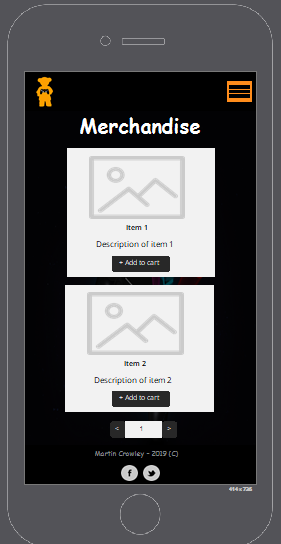 Merchandise
Item 1
Description of item 1
+ Add to cart
Item 2
Description of item 2
+ Add to cart
< 1 >
Martin Crowley - 2019 (C)
414 x 736